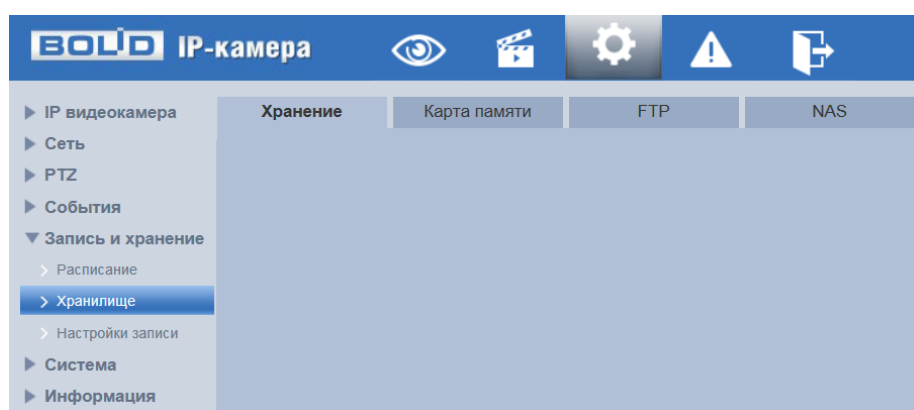 BOLID IP-камера
IP видеокамера
Сеть
PTZ
События
Запись и хранение
Расписание
Хранилище
Настройки записи
Система
Информация
Хранение Карта памяти FTP NAS